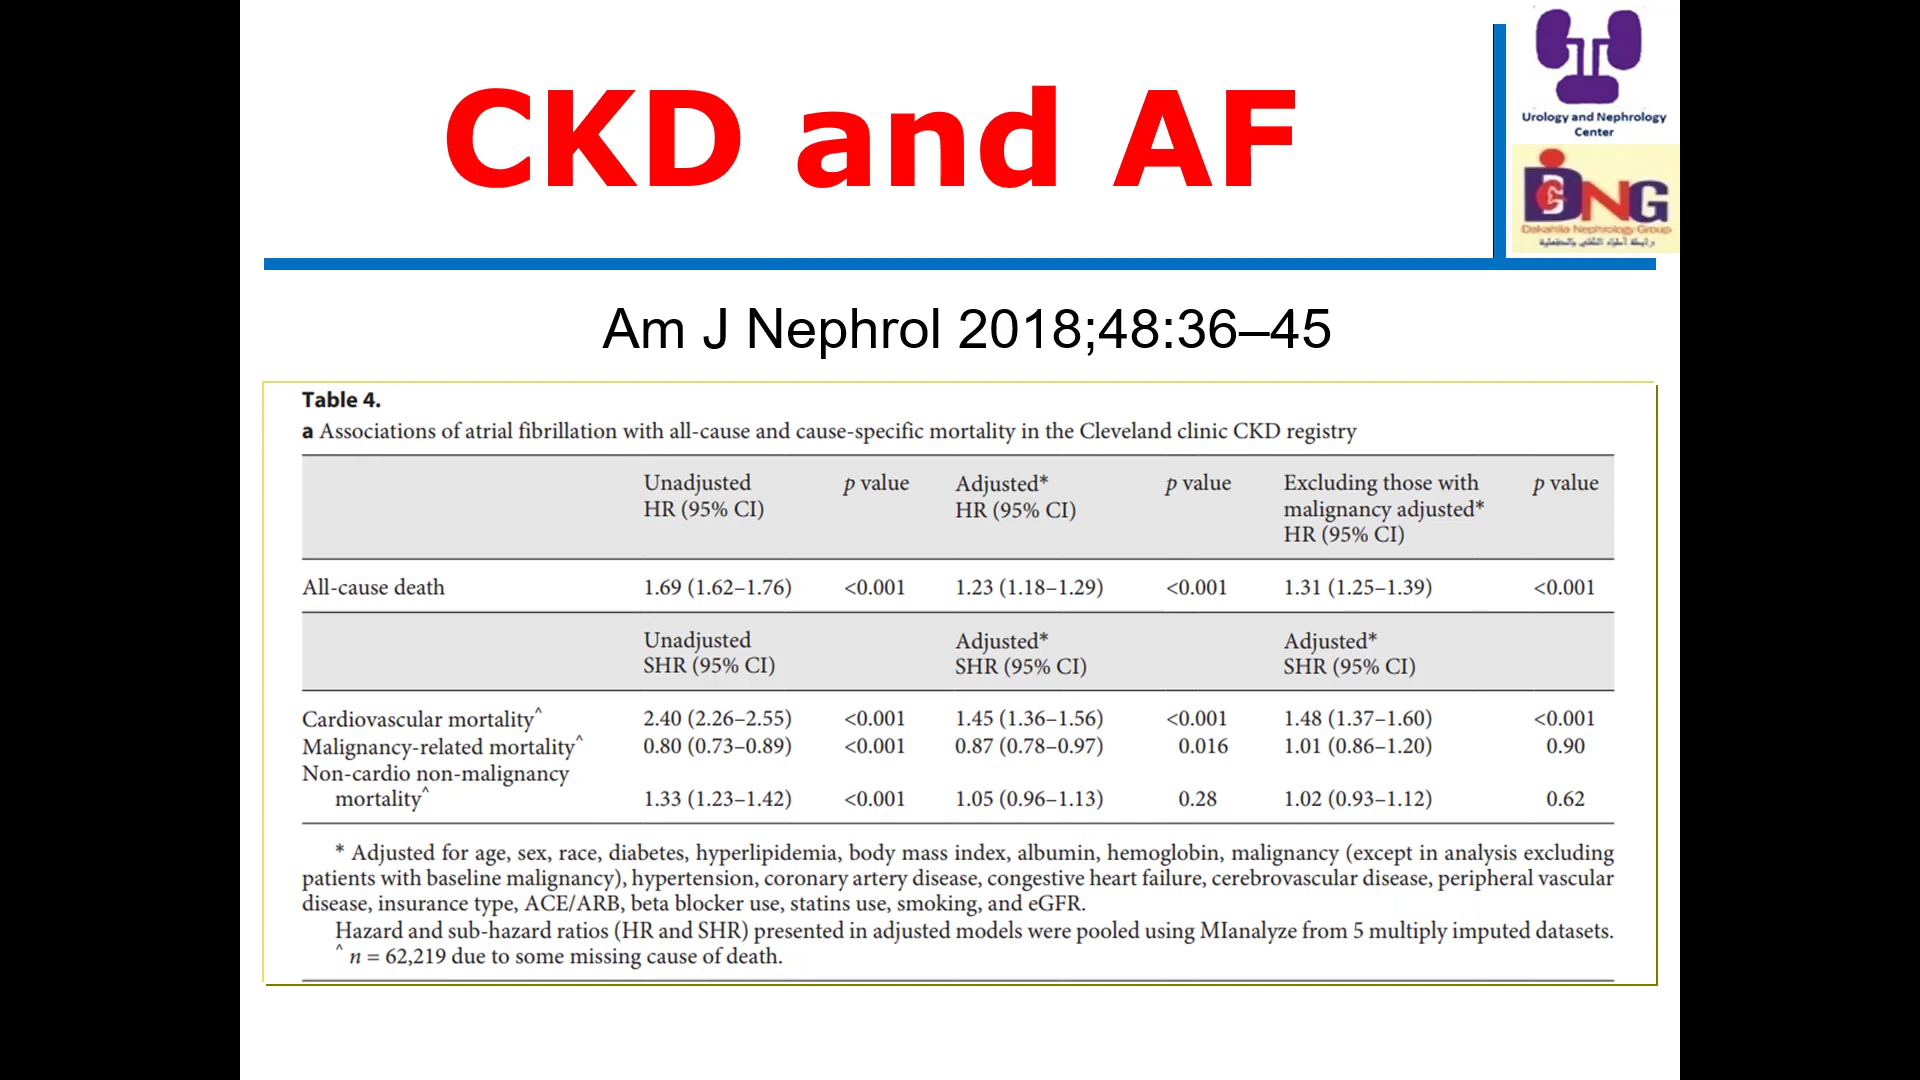 CKD and AF
Urology and Nephrology
Center
DNG
Dakahlia Nephrology Group
Am J Nephrol 2018;48:36–45
Table 4.
a Associations of atrial fibrillation with all-cause and cause-specific mortality in the Cleveland clinic CKD registry
Unadjusted HR (95% CI) p value Adjusted* HR (95% CI) p value Excluding those with malignancy adjusted* HR (95% CI) p value
All-cause death 1.69 (1.62–1.76) <0.001 1.23 (1.18–1.29) <0.001 1.31 (1.25–1.39) <0.001
Unadjusted SHR (95% CI) Adjusted* SHR (95% CI) Adjusted* SHR (95% CI)
Cardiovascular mortality^ 2.40 (2.26–2.55) <0.001 1.45 (1.36–1.56) <0.001 1.48 (1.37–1.60) <0.001
Malignancy-related mortality^ 0.80 (0.73–0.89) <0.001 0.87 (0.78–0.97) 0.016 1.01 (0.86–1.20) 0.90
Non-cardio non-malignancy
mortality^ 1.33 (1.23–1.42) <0.001 1.05 (0.96–1.13) 0.28 1.02 (0.93–1.12) 0.62
* Adjusted for age, sex, race, diabetes, hyperlipidemia, body mass index, albumin, hemoglobin, malignancy (except in analysis excluding
patients with baseline malignancy), hypertension, coronary artery disease, congestive heart failure, cerebrovascular disease, peripheral vascular
disease, insurance type, ACE/ARB, beta blocker use, statins use, smoking, and eGFR.
Hazard and sub-hazard ratios (HR and SHR) presented in adjusted models were pooled using MIanalyze from 5 multiply imputed datasets.
^ n = 62,219 due to some missing cause of death.